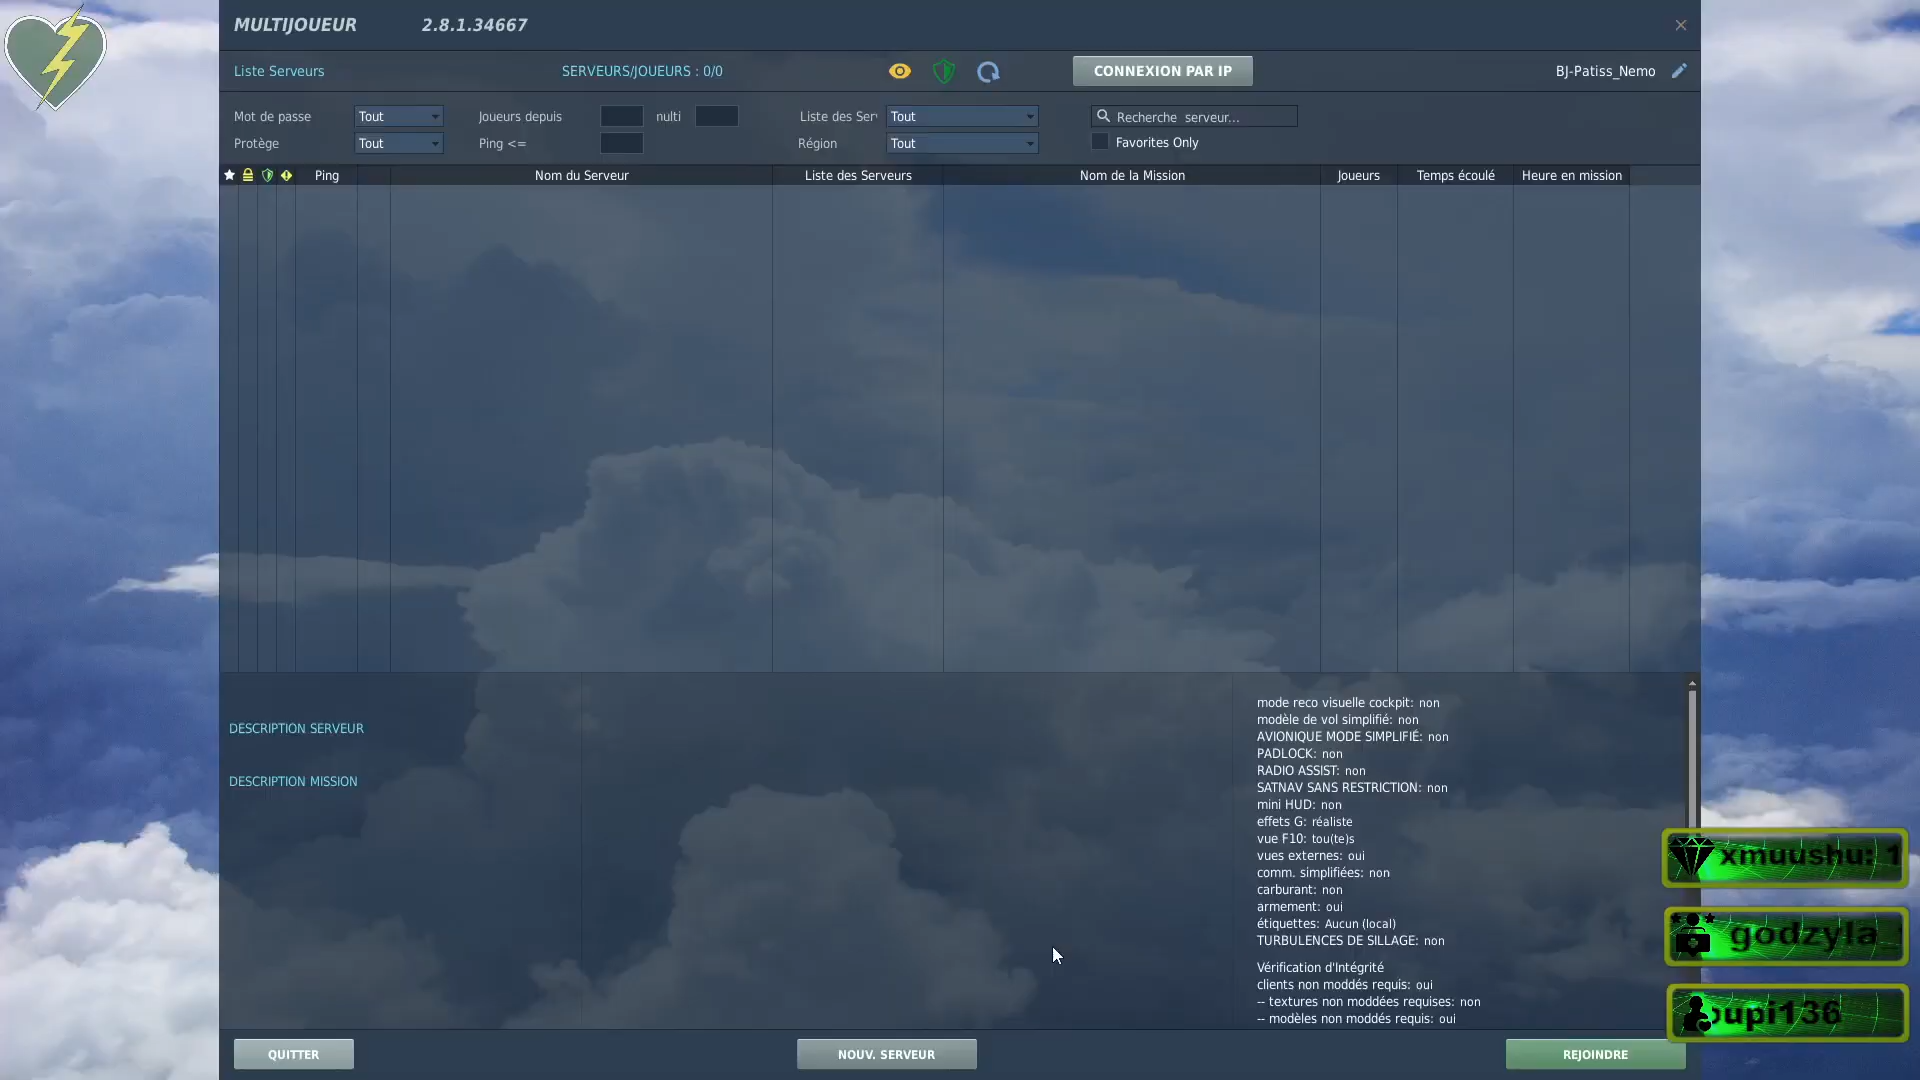 MULTIJOUEUR 2.8.1.34667
Liste Serveurs SERVEURS/JOUEURS : 0/0 CONNEXION PAR IP BJ-Patiss_Nemo
Mot de passe Tout Joueurs depuis nulti Liste des Ser Tout Recherche serveur...
Protège Tout Ping <= Région Tout Favorites Only
Ping Nom du Serveur Liste des Serveurs Nom de la Mission Joueurs Temps écoulé Heure en mission
DESCRIPTION SERVEUR
DESCRIPTION MISSION
mode reco visuelle cockpit: non
modèle de vol simplifié: non
AVIONIQUE MODE SIMPLIFIÉ: non
PADLOCK: non
RADIO ASSIST: non
SATNAV SANS RESTRICTION: non
mini HUD: non
effets G: réaliste
vue F10: tou(te)s
vues externes: oui
comm. simplifiées: non
carburant: non
armement: oui
étiquettes: Aucun (local)
TURBULENCES DE SILLAGE: non
Vérification d'Intégrité
clients non moddés requis: oui
-- textures non moddées requises: non
-- modèles non moddés requis: oui
xmuushu: 1
godzyla
oupi136
QUITTER NOUV. SERVEUR REJOINDRE